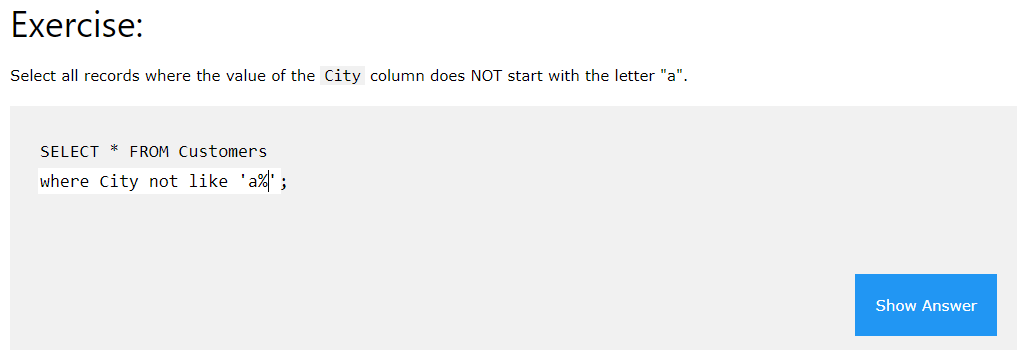 Exercise:
Select all records where the value of the City column does NOT start with the letter "a".
SELECT * FROM Customers
where City not like 'a%';
Show Answer